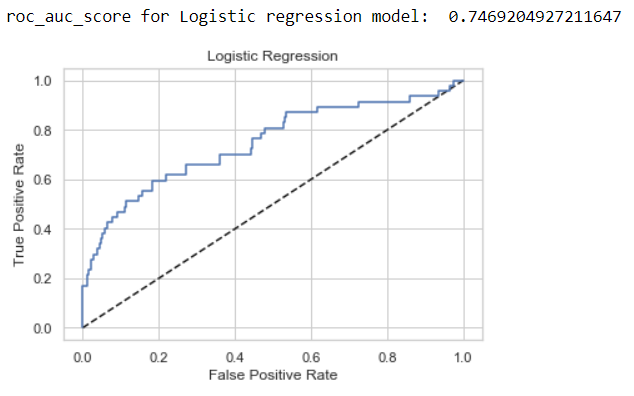 roc_auc_score for Logistic regression model:  0.7469204927211647
Logistic Regression
1.0
0.8
0.6
0.4
0.2
0.0
True Positive Rate
0.0 0.2 0.4 0.6 0.8 1.0
False Positive Rate